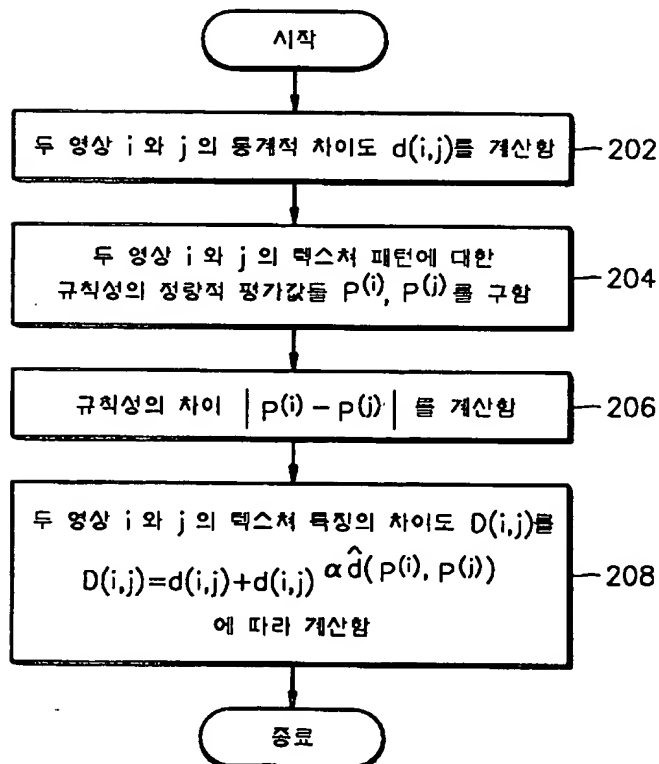 시작
두 영상 i 와 j 의 통계적 차이도 d(i,j)를 계산함
202
두 영상 i 와 j 의 텍스쳐 패턴에 대한
규칙성의 정량적 평가값들 P(i), P(j) 를 구함
204
규칙성의 차이 |P(i) − P(j)| 를 계산함
206
두 영상 i 와 j 의 텍스쳐 특징의 차이도 D(i,j)를
D(i,j)=d(i,j)+d(i,j) α d̂(P(i), P(j))
에 따라 계산함
208
종료